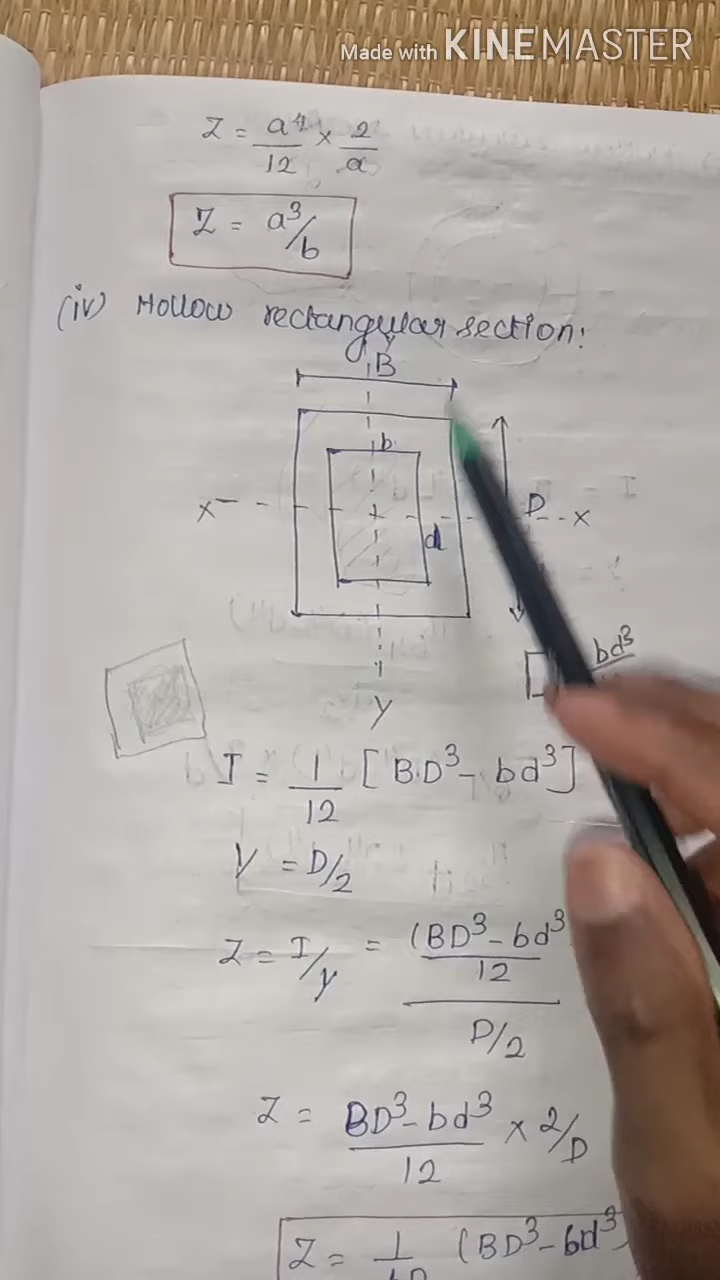 Made with KINEMASTER
Z = a⁴/12 × 2/a
Z = a³/b
(iv) Hollow rectangular section:
Y
B
b
X X
D
d
Y
bd³
I = 1/12 [BD³ - bd³]
Y = D/2
Z = I/y = (BD³ - bd³/12 / D/2
Z = BD³ - bd³/12 × 2/D
Z = 1/ (BD³ - bd³)